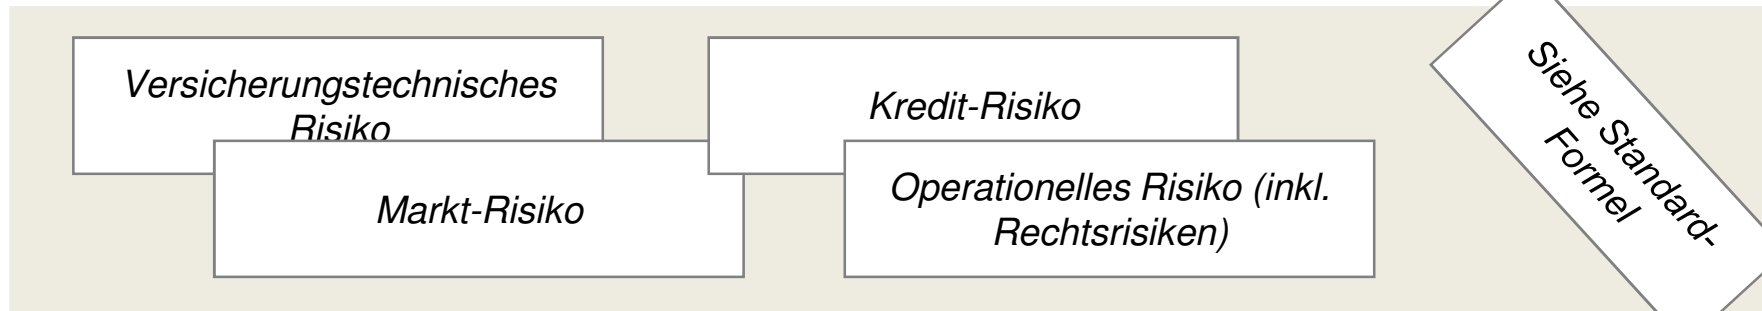 Versicherungstechnisches
Risiko
Kredit-Risiko
Markt-Risiko
Operationelles Risiko (inkl.
Rechtsrisiken)
Siehe Standard-
Formel